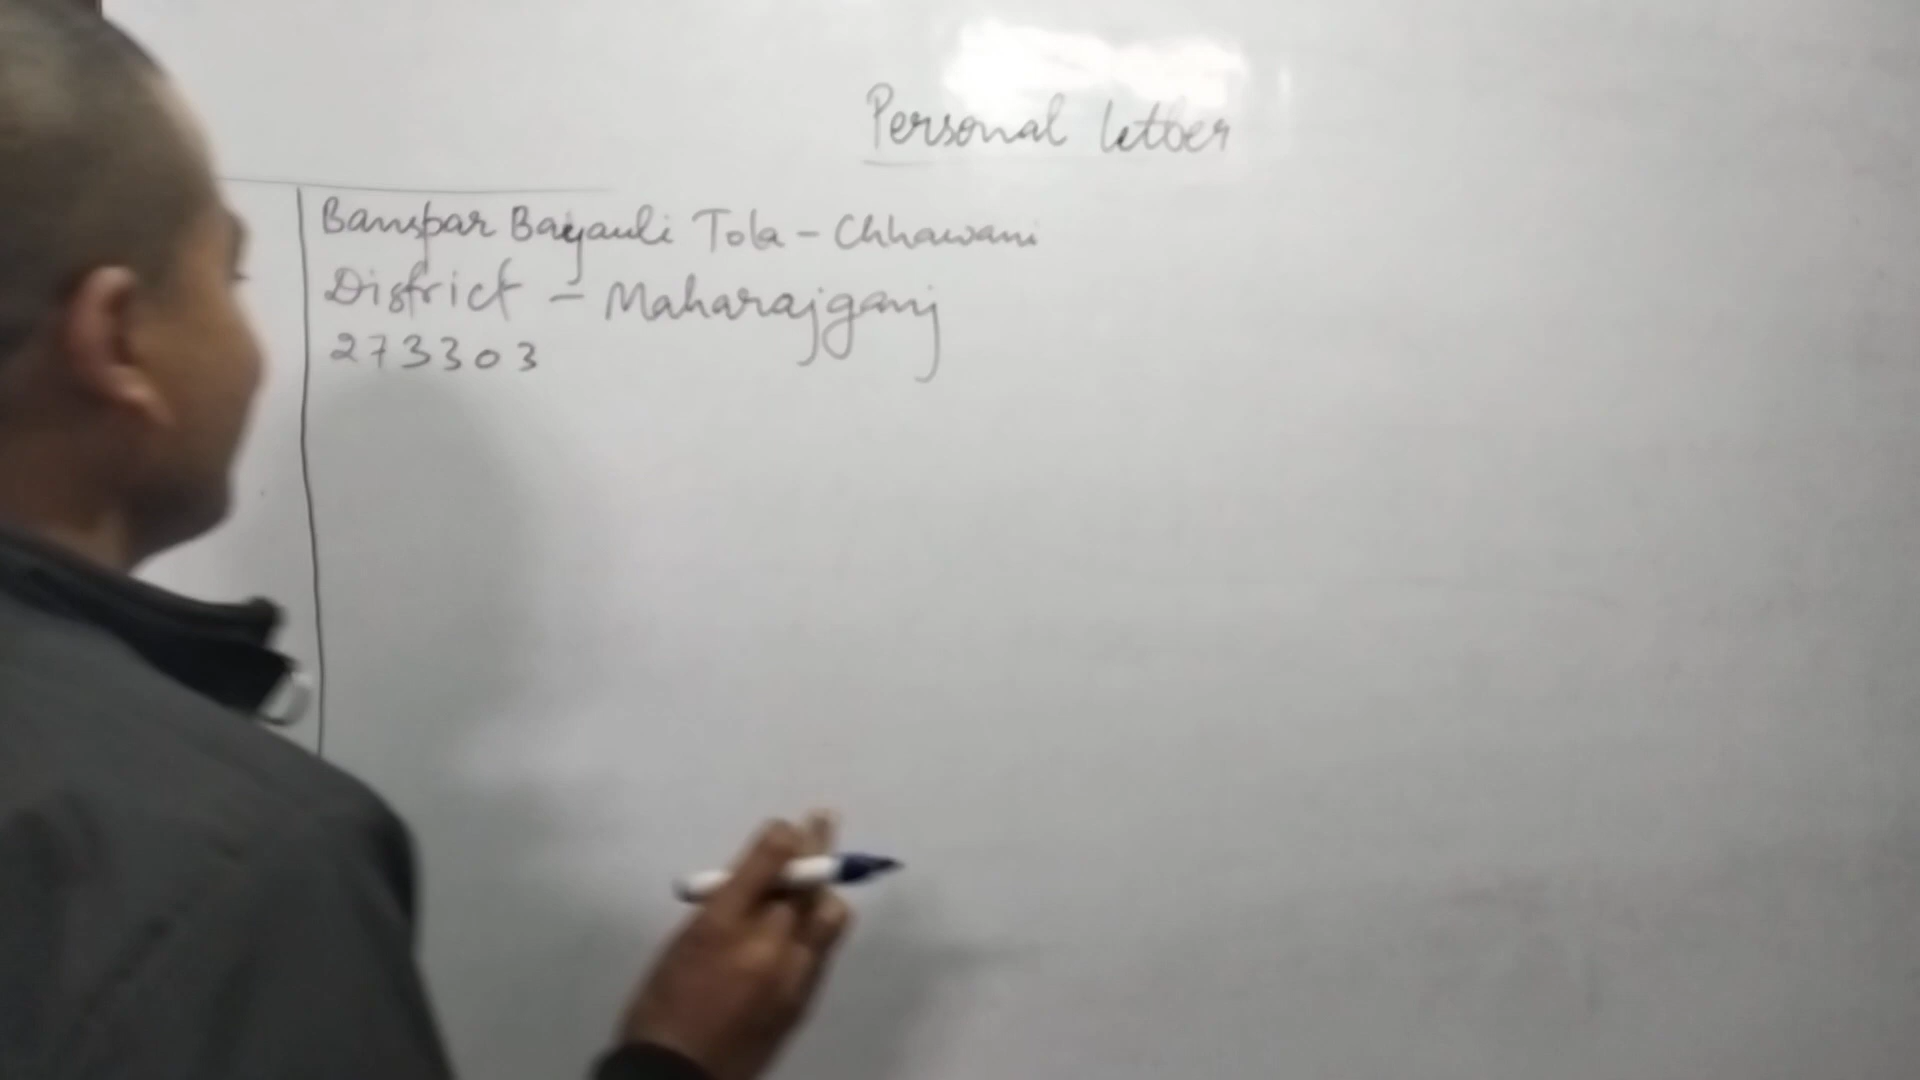 Personal letter
Banspar Bayauli Tola - Chhawani
District - Maharajganj
273303